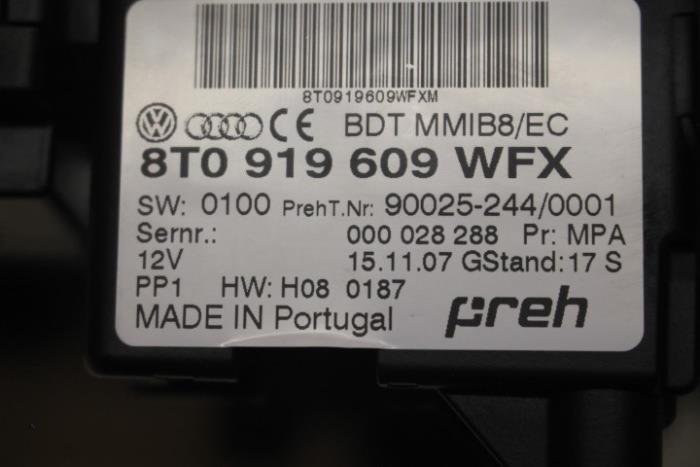 8T0919609WFXM
BDT MMIB8/EC
8T0 919 609 WFX
SW: 0100 PrehT.Nr: 90025-244/0001
Sernr.: 000 028 288 Pr: MPA
12V 15.11.07 GStand: 17 S
PP1 HW: H08 0187
MADE IN Portugal preh